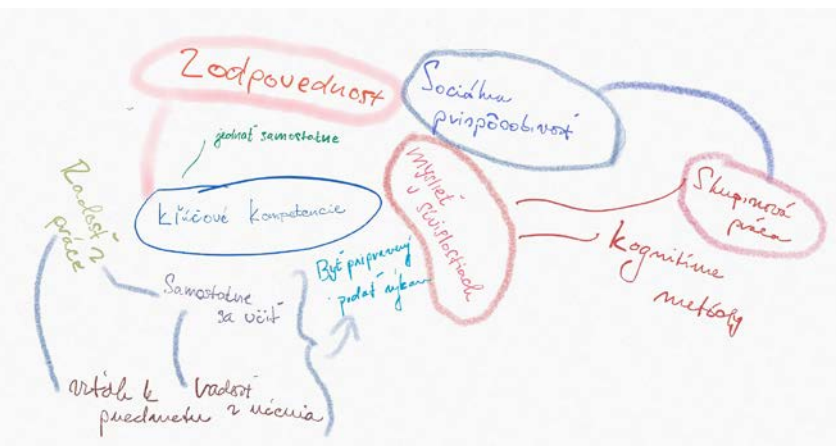 Zodpovednosť
Sociálna
prispôsobivosť
jednať samostatne
Radosť z
práce
Kľúčové kompetencie
myslieť
v súvislostiach
Skupinová
práca
kognitívne
metódy
Byť pripravený
podať výkon
Samostatne
sa učiť
vzťah k
predmetu
radosť
z učenia